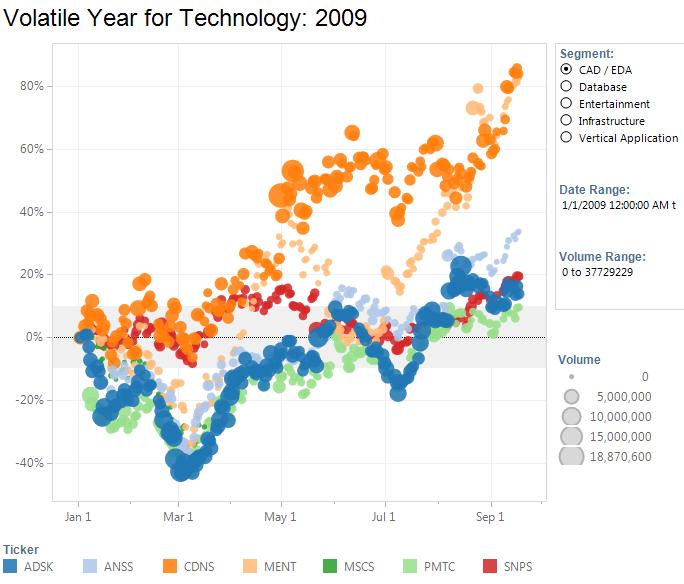 Volatile Year for Technology: 2009
80%
60%
40%
20%
0%
-20%
-40%
Jan 1
Mar 1
May 1
Jul 1
Sep 1
Segment:
CAD / EDA
Database
Entertainment
Infrastructure
Vertical Application
Date Range:
1/1/2009 12:00:00 AM t
Volume Range:
0 to 37729229
Volume
0
5,000,000
10,000,000
15,000,000
18,870,600
Ticker
ADSK ANSS CDNS MENT MSCS PMTC SNPS